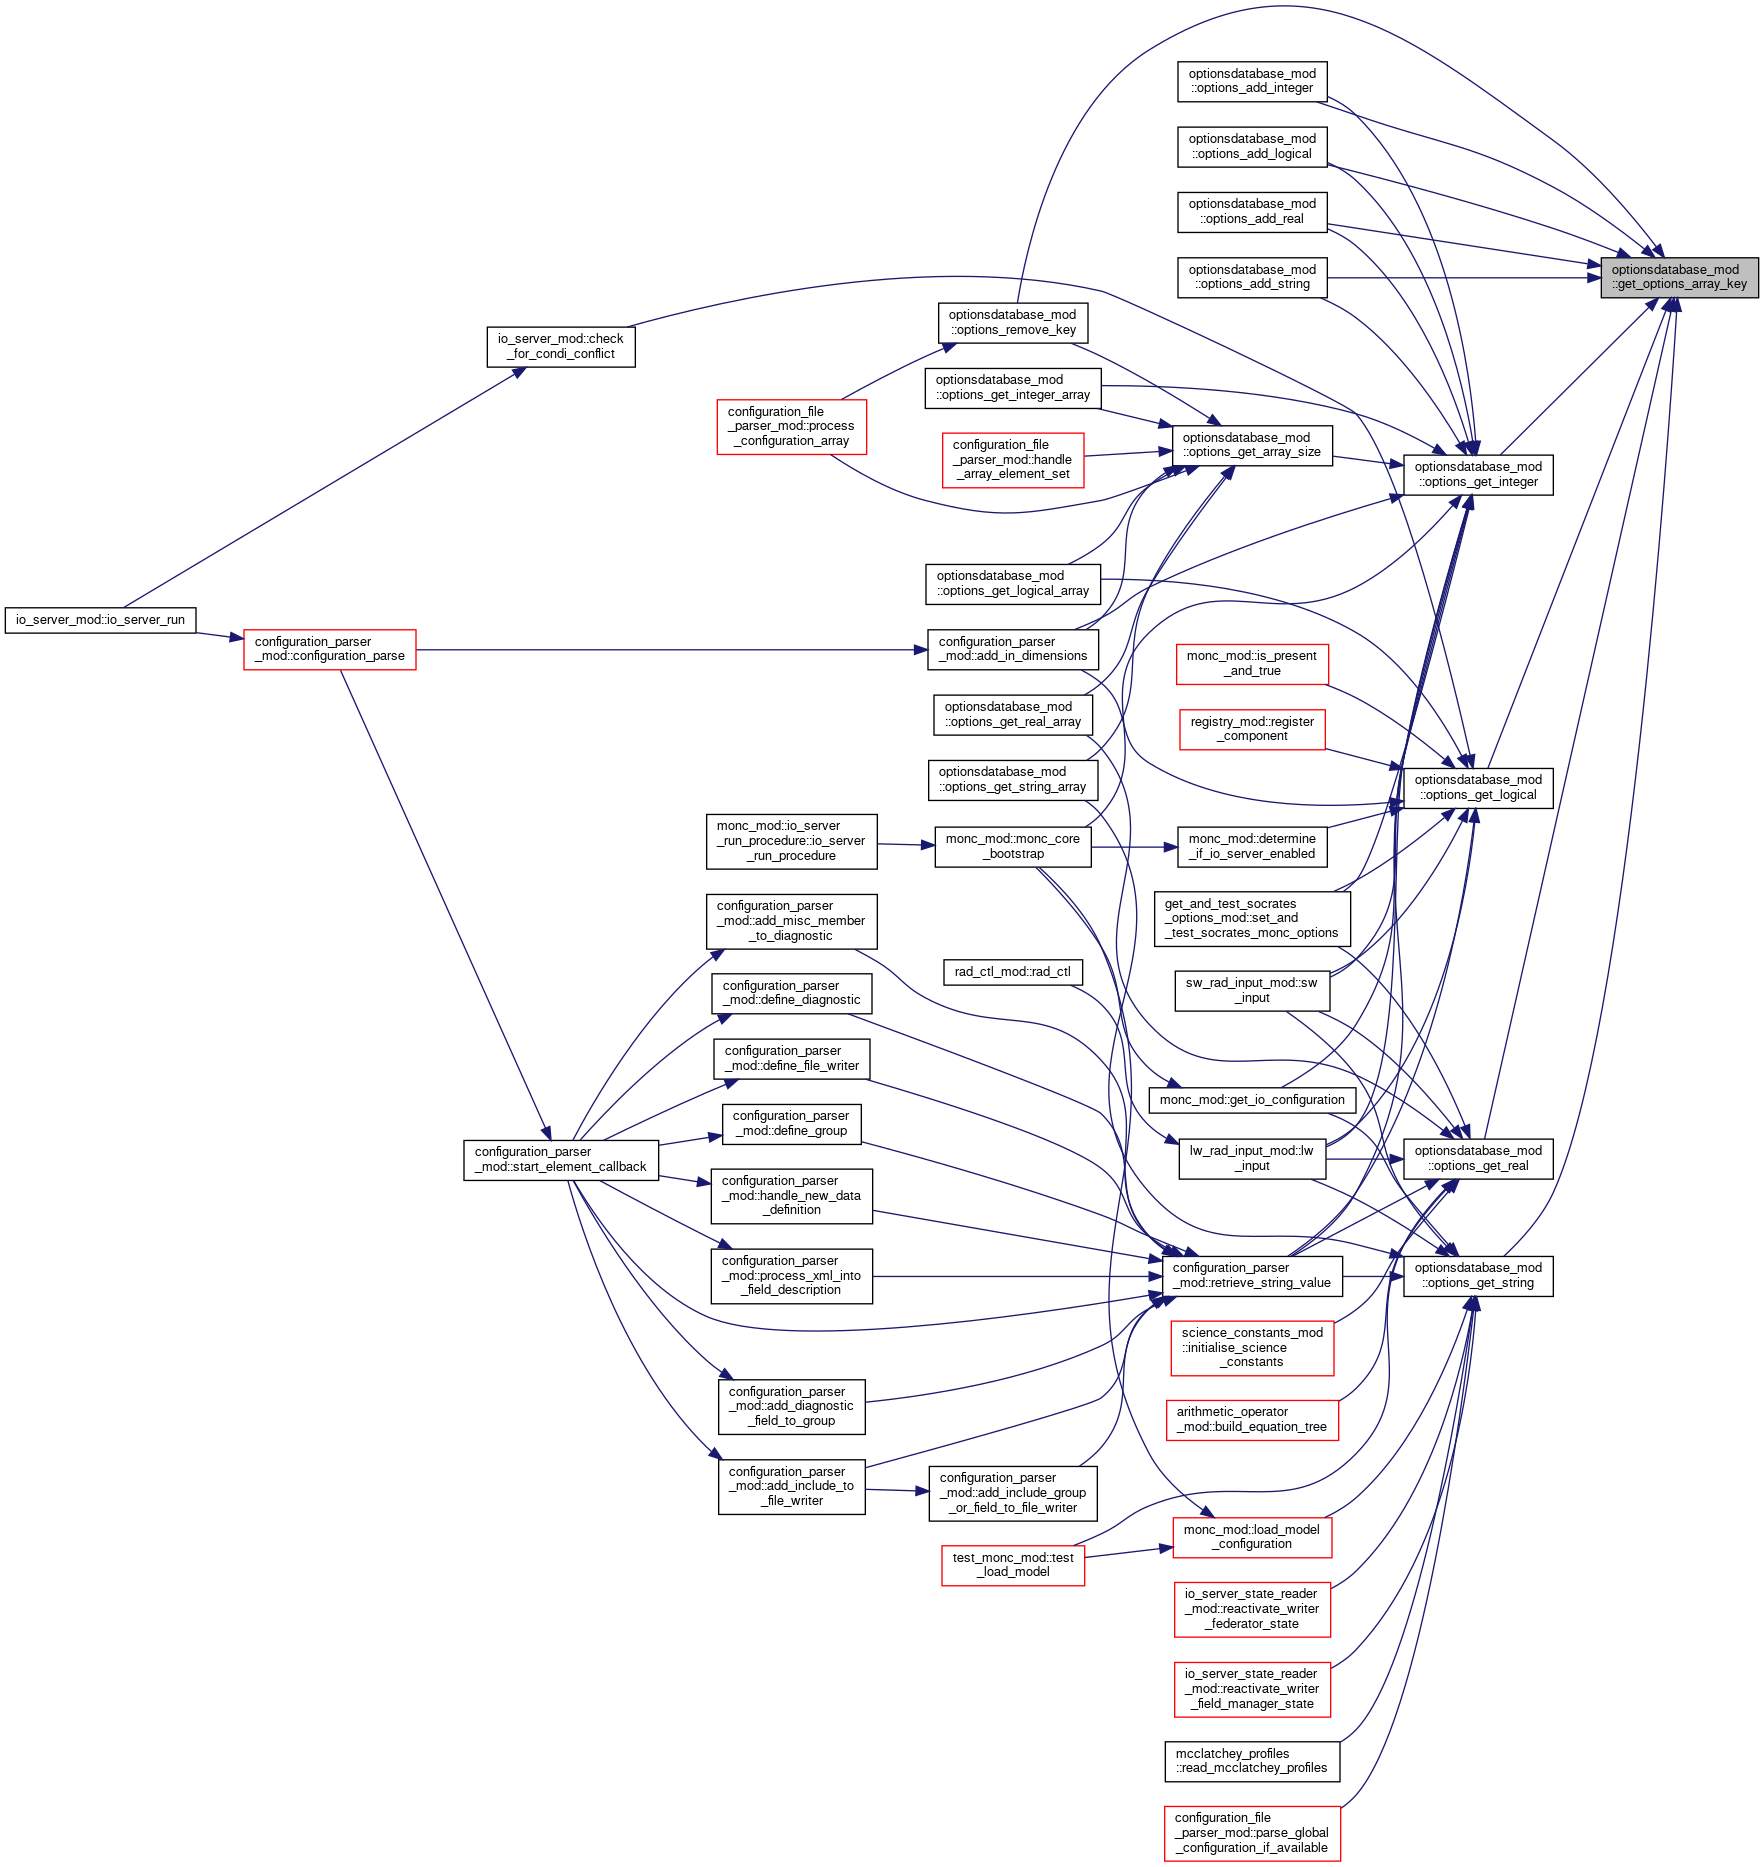 optionsdatabase_mod
::options_add_integer
optionsdatabase_mod
::options_add_logical
optionsdatabase_mod
::options_add_real
optionsdatabase_mod
::options_add_string
optionsdatabase_mod
::get_options_array_key
optionsdatabase_mod
::options_remove_key
io_server_mod::check
_for_condi_conflict
optionsdatabase_mod
::options_get_integer_array
configuration_file
_parser_mod::process
_configuration_array
configuration_file
_parser_mod::handle
_array_element_set
optionsdatabase_mod
::options_get_array_size
optionsdatabase_mod
::options_get_integer
optionsdatabase_mod
::options_get_logical_array
io_server_mod::io_server_run
configuration_parser
_mod::configuration_parse
configuration_parser
_mod::add_in_dimensions
monc_mod::is_present
_and_true
optionsdatabase_mod
::options_get_real_array
registry_mod::register
_component
optionsdatabase_mod
::options_get_string_array
optionsdatabase_mod
::options_get_logical
monc_mod::io_server
_run_procedure::io_server
_run_procedure
monc_mod::monc_core
_bootstrap
monc_mod::determine
_if_io_server_enabled
configuration_parser
_mod::add_misc_member
_to_diagnostic
get_and_test_socrates
_options_mod::set_and
_test_socrates_monc_options
rad_ctl_mod::rad_ctl
sw_rad_input_mod::sw
_input
configuration_parser
_mod::define_diagnostic
configuration_parser
_mod::define_file_writer
monc_mod::get_io_configuration
configuration_parser
_mod::define_group
configuration_parser
_mod::start_element_callback
lw_rad_input_mod::lw
_input
optionsdatabase_mod
::options_get_real
configuration_parser
_mod::handle_new_data
_definition
configuration_parser
_mod::process_xml_into
_field_description
configuration_parser
_mod::retrieve_string_value
optionsdatabase_mod
::options_get_string
science_constants_mod
::initialise_science
_constants
configuration_parser
_mod::add_diagnostic
_field_to_group
arithmetic_operator
_mod::build_equation_tree
configuration_parser
_mod::add_include_to
_file_writer
configuration_parser
_mod::add_include_group
_or_field_to_file_writer
monc_mod::load_model
_configuration
test_monc_mod::test
_load_model
io_server_state_reader
_mod::reactivate_writer
_federator_state
io_server_state_reader
_mod::reactivate_writer
_field_manager_state
mcclatchey_profiles
::read_mcclatchey_profiles
configuration_file
_parser_mod::parse_global
_configuration_if_available